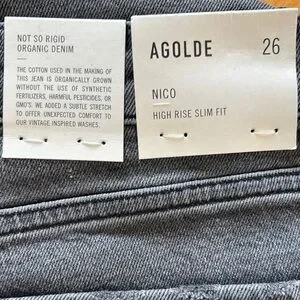 NOT SO RIGID
ORGANIC DENIM
THE COTTON USED IN THE MAKING OF
THIS JEAN IS ORGANICALLY GROWN
WITHOUT THE USE OF SYNTHETIC
FERTILIZERS, HARMFUL PESTICIDES, OR
GMO'S. WE ADDED A SUBTLE STRETCH
TO OFFER UNEXPECTED COMFORT TO
OUR VINTAGE INSPIRED WASHES.
AGOLDE 26
NICO
HIGH RISE SLIM FIT